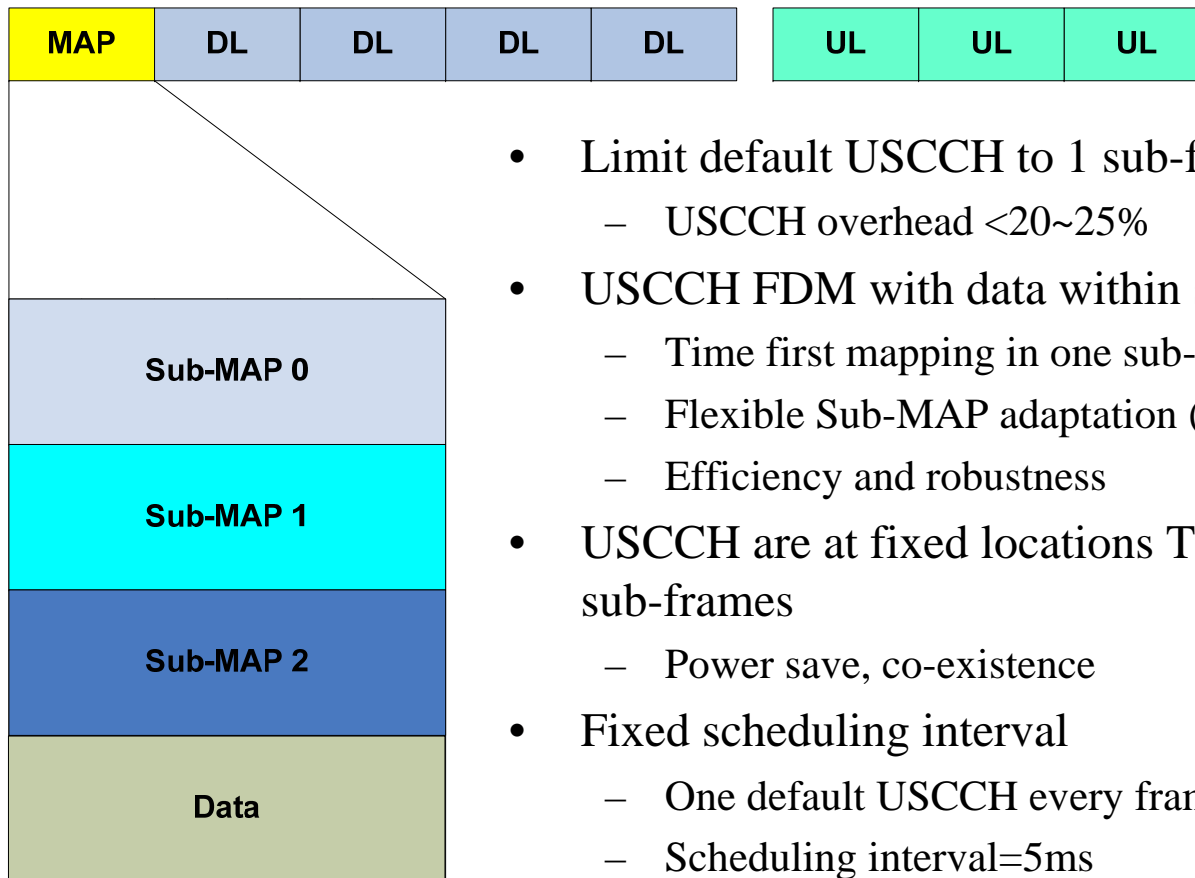 MAP DL DL DL DL UL UL UL
• Limit default USCCH to 1 sub-
– USCCH overhead <20~25%
• USCCH FDM with data within
– Time first mapping in one sub-
– Flexible Sub-MAP adaptation (
– Efficiency and robustness
• USCCH are at fixed locations
sub-frames
– Power save, co-existence
• Fixed scheduling interval
– One default USCCH every
– Scheduling interval=5ms
Sub-MAP 0
Sub-MAP 1
Sub-MAP 2
Data